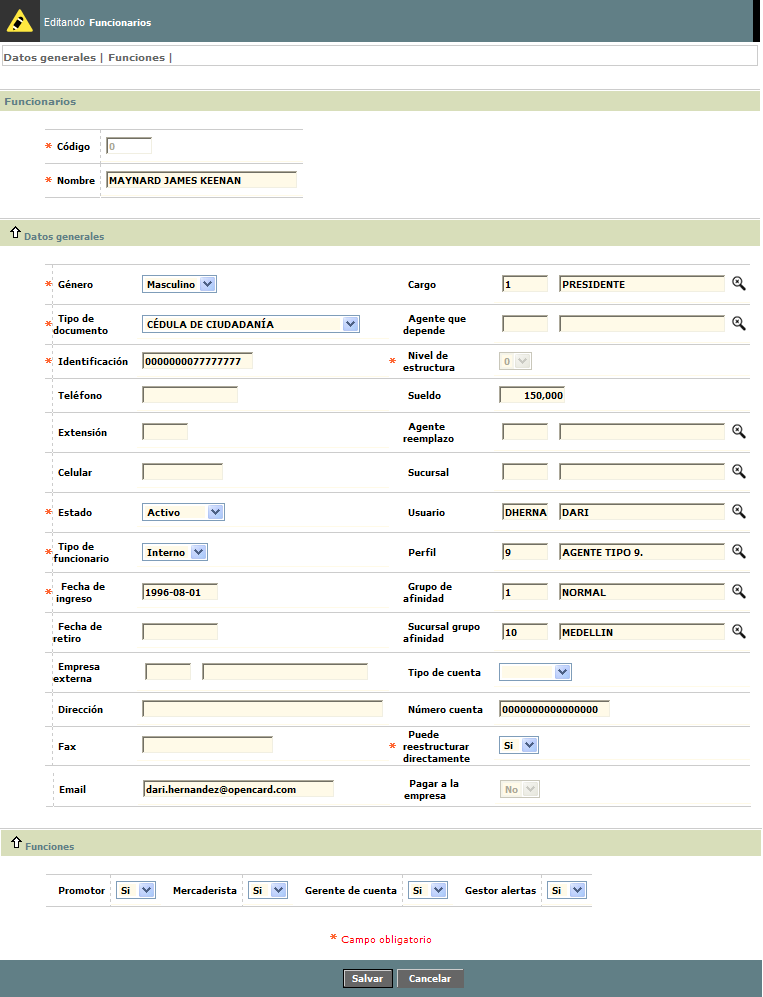 Editando Funcionarios
Datos generales | Funciones |
Funcionarios
* Código 0
* Nombre MAYNARD JAMES KEENAN
Datos generales
* Género Masculino Cargo 1 PRESIDENTE
* Tipo de documento CÉDULA DE CIUDADANÍA Agente que depende
* Identificación 0000000077777777 * Nivel de estructura 0
Teléfono Sueldo 150,000
Extensión Agente reemplazo
Celular Sucursal
* Estado Activo Usuario DHERNA DARI
* Tipo de funcionario Interno Perfil 9 AGENTE TIPO 9.
* Fecha de ingreso 1996-08-01 Grupo de afinidad 1 NORMAL
Fecha de retiro Sucursal grupo afinidad 10 MEDELLIN
Empresa externa Tipo de cuenta
Dirección Número cuenta 0000000000000000
Fax * Puede reestructurar directamente Si
Email dari.hernandez@opencard.com Pagar a la empresa No
Funciones
Promotor Si Mercaderista Si Gerente de cuenta Si Gestor alertas Si
* Campo obligatorio
Salvar Cancelar